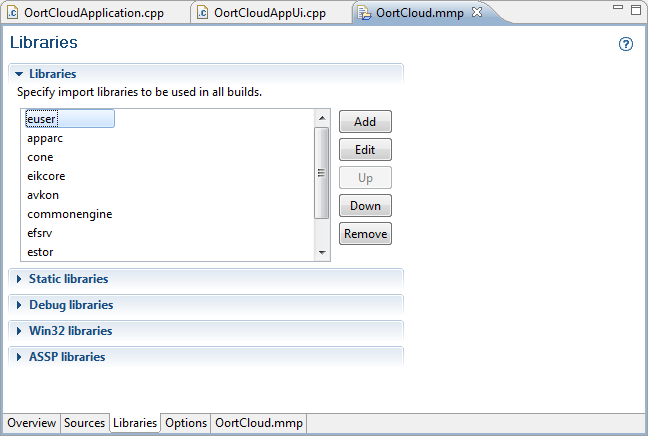 OortCloudApplication.cpp OortCloudAppUi.cpp OortCloud.mmp
Libraries
Libraries
Specify import libraries to be used in all builds.
euser
apparc
cone
eikcore
avkon
commonengine
efsrv
estor
Add
Edit
Up
Down
Remove
Static libraries
Debug libraries
Win32 libraries
ASSP libraries
Overview Sources Libraries Options OortCloud.mmp